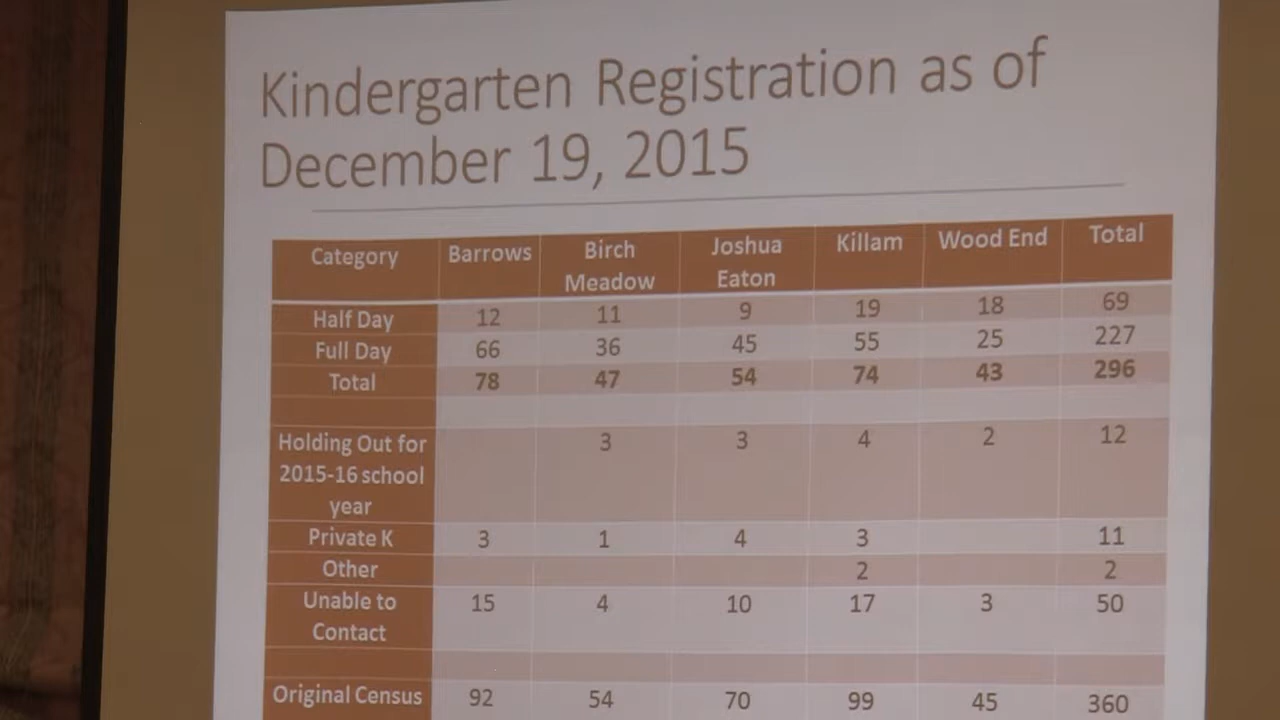 Kindergarten Registration as of
December 19, 2015
Category Barrows Birch Meadow Joshua Eaton Killam Wood End Total
Half Day 12 11 9 19 18 69
Full Day 66 36 45 55 25 227
Total 78 47 54 74 43 296
Holding Out for 2015-16 school year 3 3 4 2 12
Private K 3 1 4 3 11
Other 2 2
Unable to Contact 15 4 10 17 3 50
Original Census 92 54 70 99 45 360